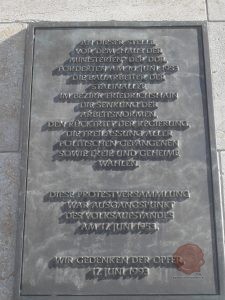 AN DIESER STELLE
VOR DEM HAUS DER
MINISTERIEN DER DDR
FORDERTEN AM 16. JUNI 1953
DIE BAUARBEITER DER
STALINALLEE
IM BEZIRK FRIEDRICHSHAIN
DIE SENKUNG DER
ARBEITSNORMEN
DEN RÜCKTRITT DER REGIERUNG
DIE FREILASSUNG ALLER
POLITISCHEN GEFANGENEN
SOWIE FREIE UND GEHEIME
WAHLEN.
DIESE PROTESTVERSAMMLUNG
WAR AUSGANGSPUNKT
DES VOLKSAUFSTANDES
AM 17. JUNI 1953.
WIR GEDENKEN DER OPFER
17. JUNI 1993